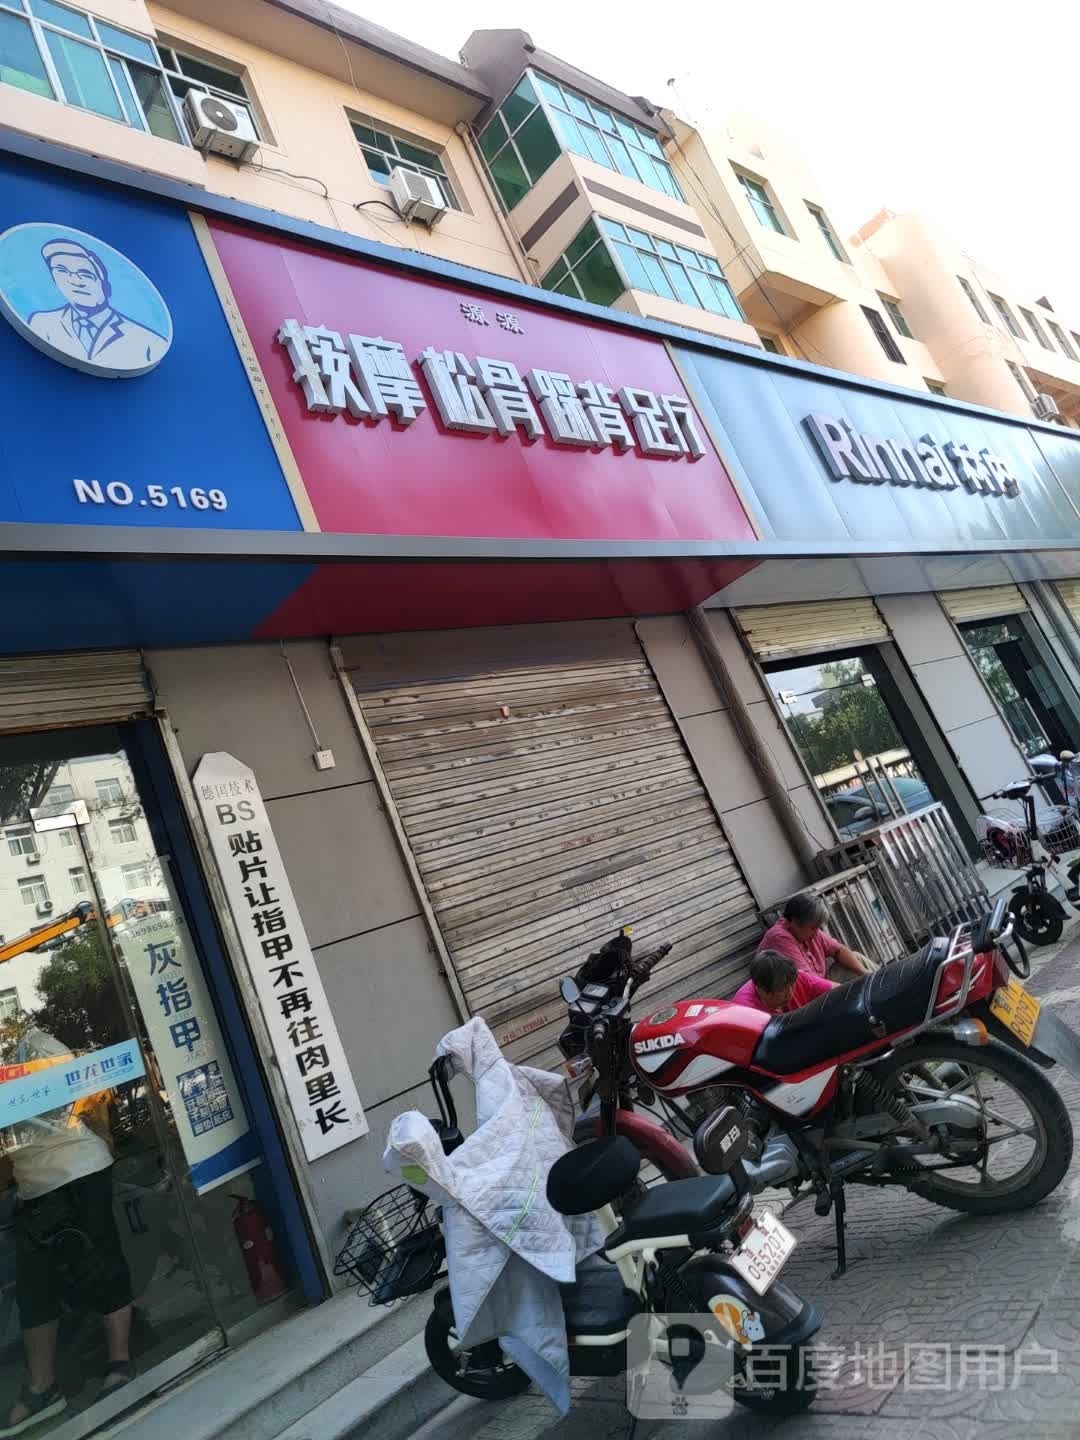 NO.5169
源源
按摩 松骨 踩背 足疗
Rinnai 林内
德国技术
BS
贴片让指甲不再往肉里长
灰指甲
世龙世家
SUKIDA
055207
百度地图用户